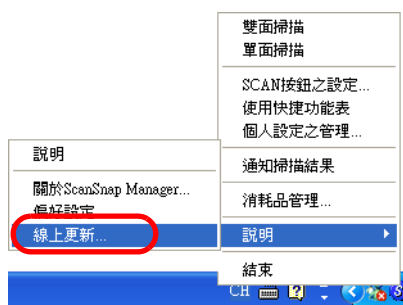 雙面掃描
單面掃描
SCAN按鈕之設定...
使用快捷功能表
個人設定之管理...
通知掃描結果
消耗品管理...
說明
結束
說明
關於ScanSnap Manager...
偏好設定...
線上更新...
CH